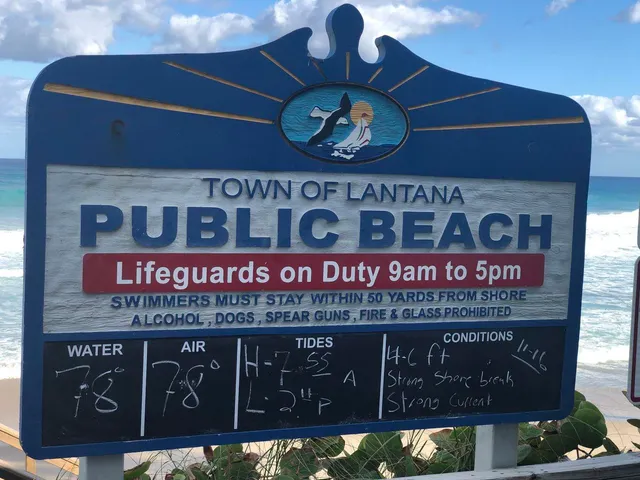 TOWN OF LANTANA
PUBLIC BEACH
Lifeguards on Duty 9am to 5pm
SWIMMERS MUST STAY WITHIN 50 YARDS FROM SHORE
ALCOHOL, DOGS, SPEAR GUNS, FIRE & GLASS PROHIBITED
WATER
78°
AIR
78°
TIDES
H-7 55 A
L-2 11 P
CONDITIONS
11-16
4-6 ft
Strong Shore break
Strong Current